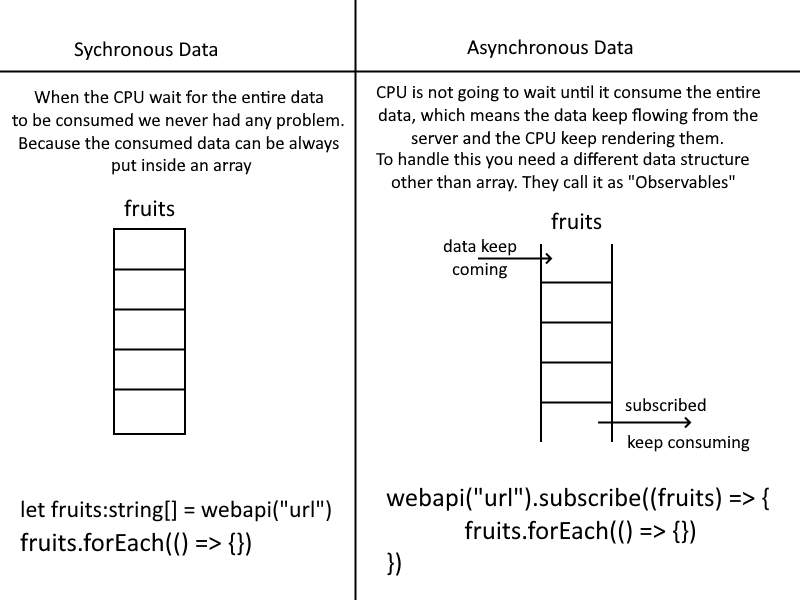 Sychronous Data
When the CPU wait for the entire data
to be consumed we never had any problem.
Because the consumed data can be always
put inside an array
fruits
let fruits:string[] = webapi("url")
fruits.forEach(() => {})
Asynchronous Data
CPU is not going to wait until it consume the entire
data, which means the data keep flowing from the
server and the CPU keep rendering them.
To handle this you need a different data structure
other than array. They call it as "Observables"
fruits
data keep
coming
subscribed
keep consuming
webapi("url").subscribe((fruits) => {
fruits.forEach(() => {})
})